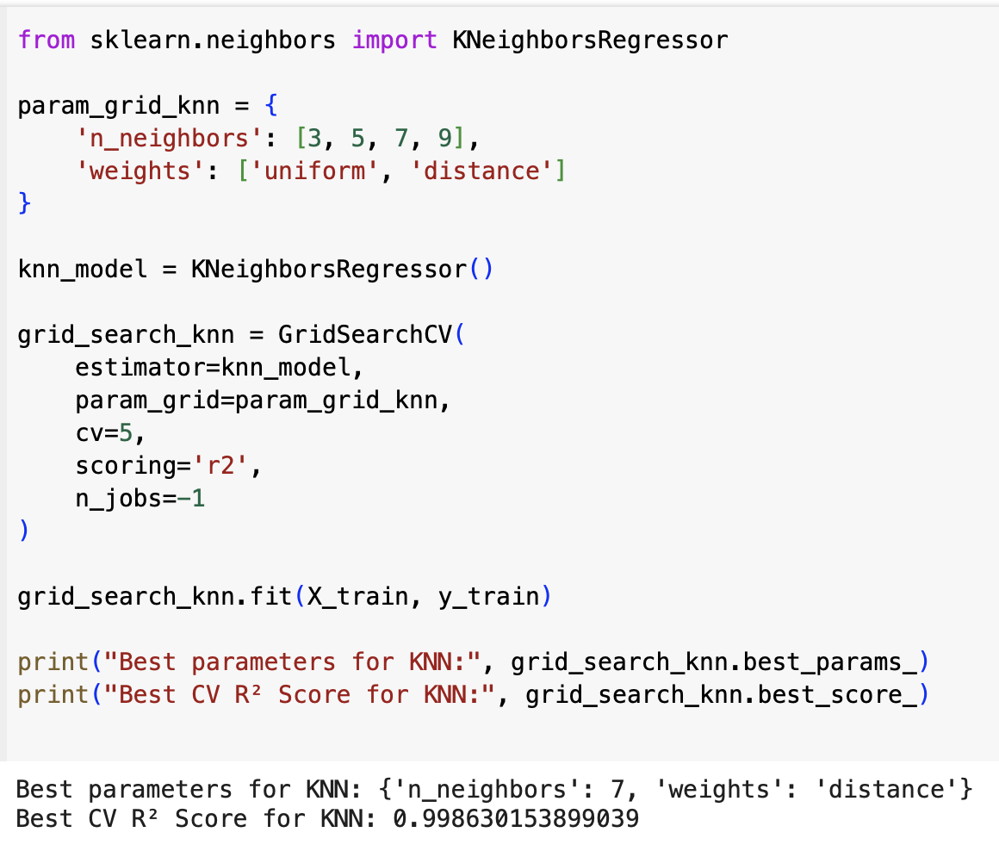 from sklearn.neighbors import KNeighborsRegressor
param_grid_knn = {
    'n_neighbors': [3, 5, 7, 9],
    'weights': ['uniform', 'distance']
}
knn_model = KNeighborsRegressor()
grid_search_knn = GridSearchCV(
    estimator=knn_model,
    param_grid=param_grid_knn,
    cv=5,
    scoring='r2',
    n_jobs=-1
)
grid_search_knn.fit(X_train, y_train)
print("Best parameters for KNN:", grid_search_knn.best_params_)
print("Best CV R² Score for KNN:", grid_search_knn.best_score_)
Best parameters for KNN: {'n_neighbors': 7, 'weights': 'distance'}
Best CV R² Score for KNN: 0.998630153899039